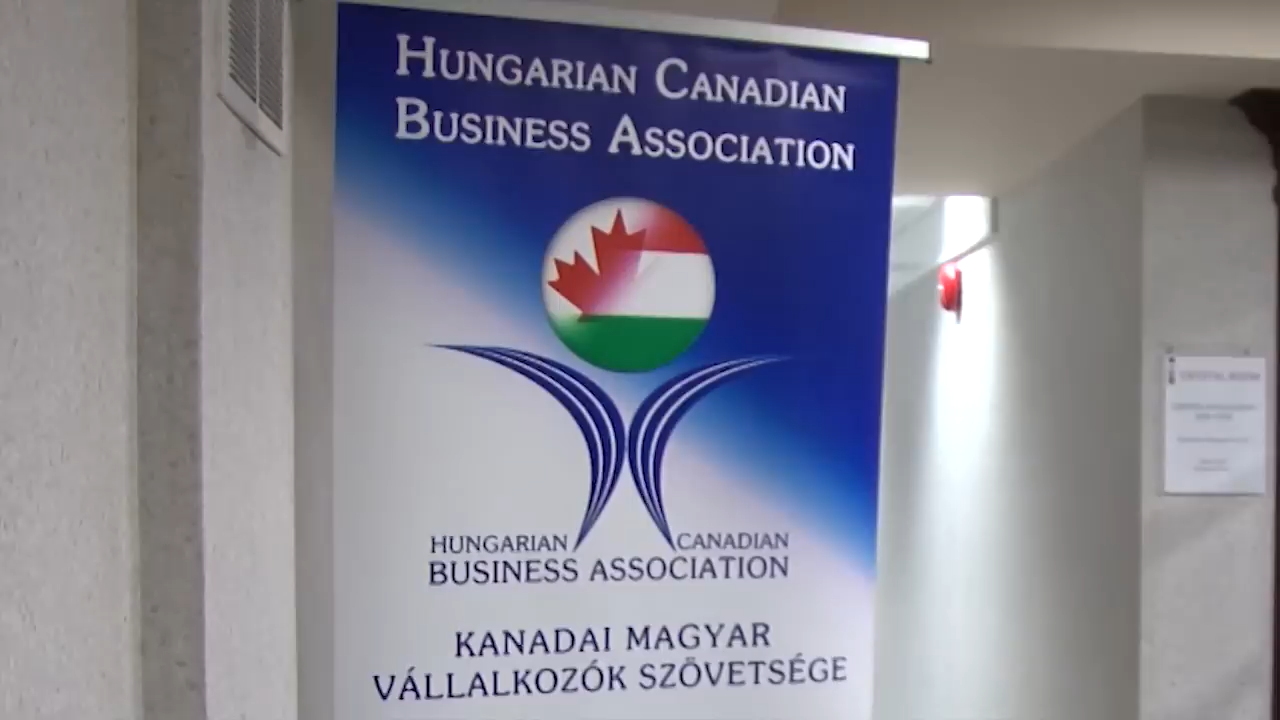 HUNGARIAN CANADIAN
BUSINESS ASSOCIATION
HUNGARIAN CANADIAN
BUSINESS ASSOCIATION
KANADAI MAGYAR
VÁLLALKOZÓK SZÖVETSÉGE